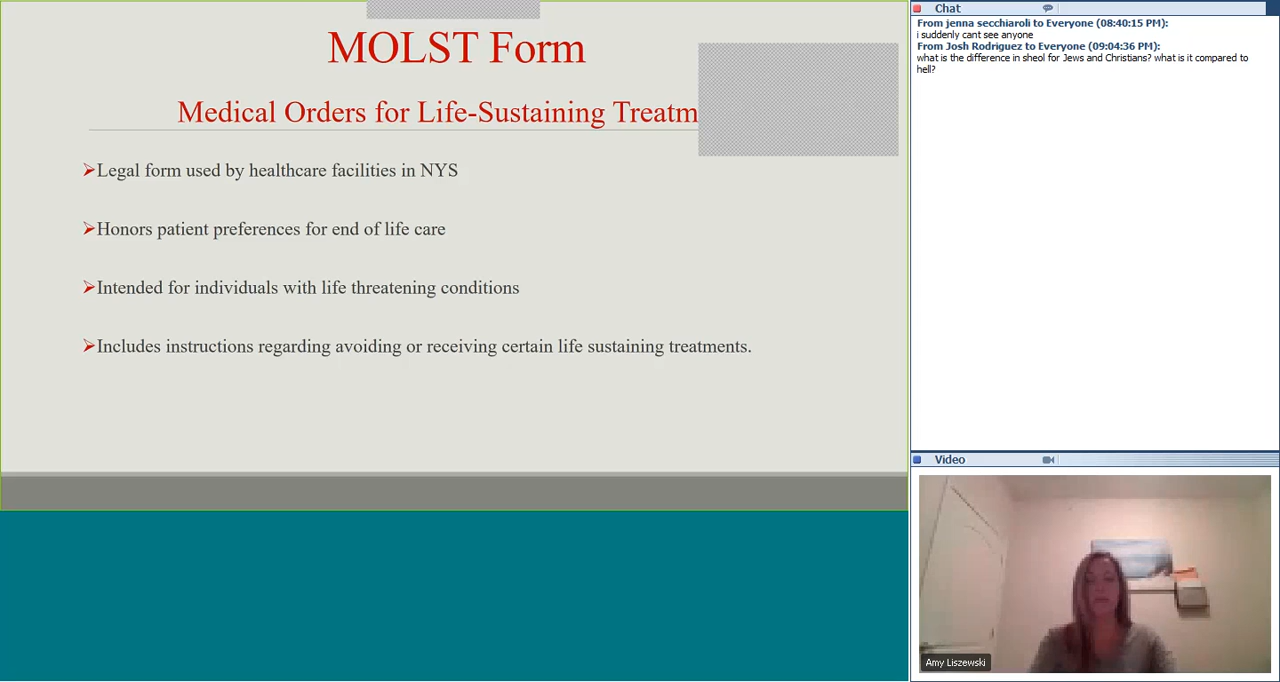 MOLST Form
Medical Orders for Life-Sustaining Treatm
➢Legal form used by healthcare facilities in NYS
➢Honors patient preferences for end of life care
➢Intended for individuals with life threatening conditions
➢Includes instructions regarding avoiding or receiving certain life sustaining treatments.
Chat
From jenna secchiaroli to Everyone (08:40:15 PM):
i suddenly cant see anyone
From Josh Rodriguez to Everyone (09:04:36 PM):
what is the difference in sheol for Jews and Christians? what is it compared to
hell?
Video
Amy Liszewski